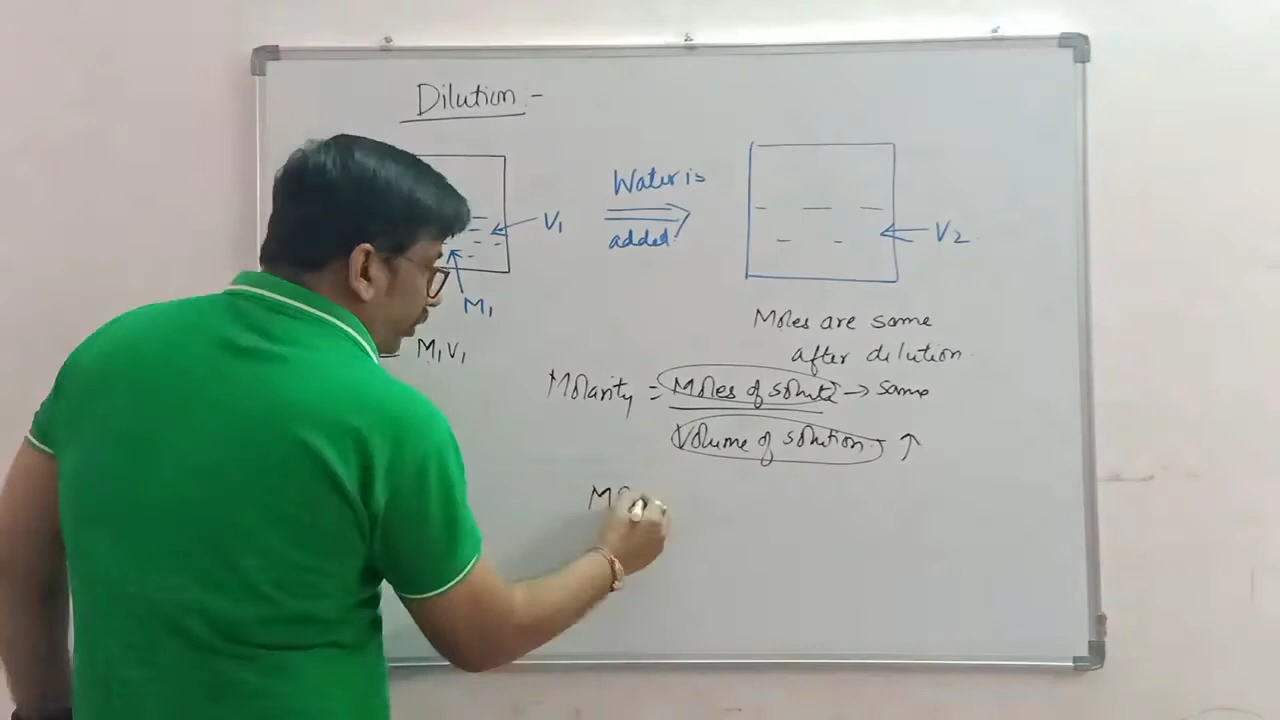 Dilution -
V1
Water is
added
V2
M1
M1V1
Moles are same
after dilution
Molarity = Moles of solute → same
Volume of solution ↑